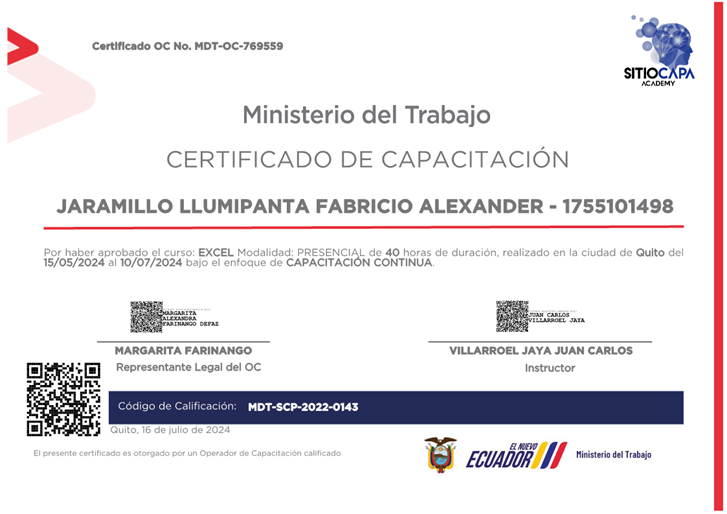 Certificado OC No. MDT-OC-769559
SITIOCAPA
ACADEMY
Ministerio del Trabajo
CERTIFICADO DE CAPACITACIÓN
JARAMILLO LLUMIPANTA FABRICIO ALEXANDER - 1755101498
Por haber aprobado el curso: EXCEL Modalidad: PRESENCIAL de 40 horas de duración, realizado en la ciudad de Quito del
15/05/2024 al 10/07/2024 bajo el enfoque de CAPACITACIÓN CONTINUA.
MARGARITA
ALEXANDRA
FARINANGO DEFAZ
JUAN CARLOS
VILLARROEL JAYA
MARGARITA FARINANGO
Representante Legal del OC
VILLARROEL JAYA JUAN CARLOS
Instructor
Código de Calificación: MDT-SCP-2022-0143
Quito, 16 de julio de 2024
El presente certificado es otorgado por un Operador de Capacitación calificado
EL NUEVO
ECUADOR
Ministerio del Trabajo